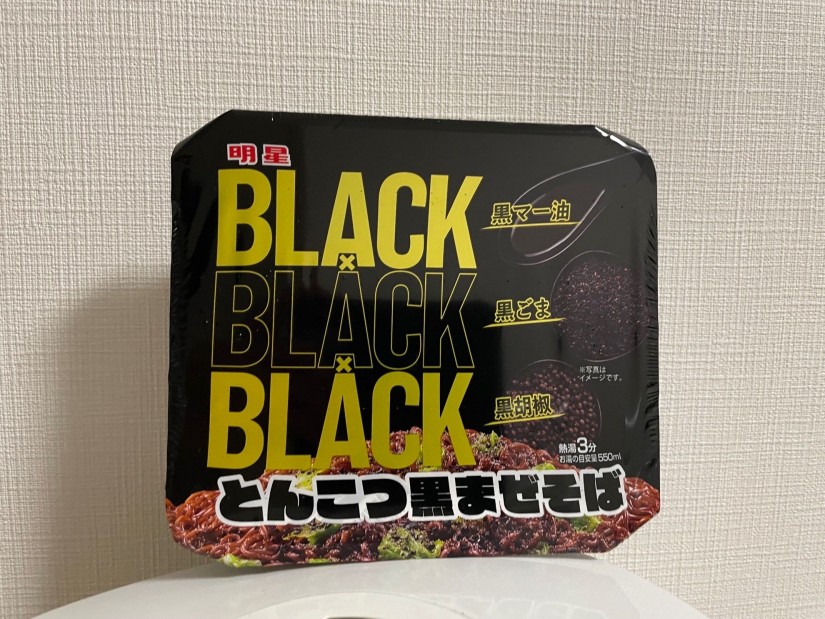 明星
BLACK
×
BLACK
×
BLACK
黒マー油
黒ごま
黒胡椒
※写真は
イメージです。
熱湯3分
お湯の目安量550ml
とんこつ黒まぜそば